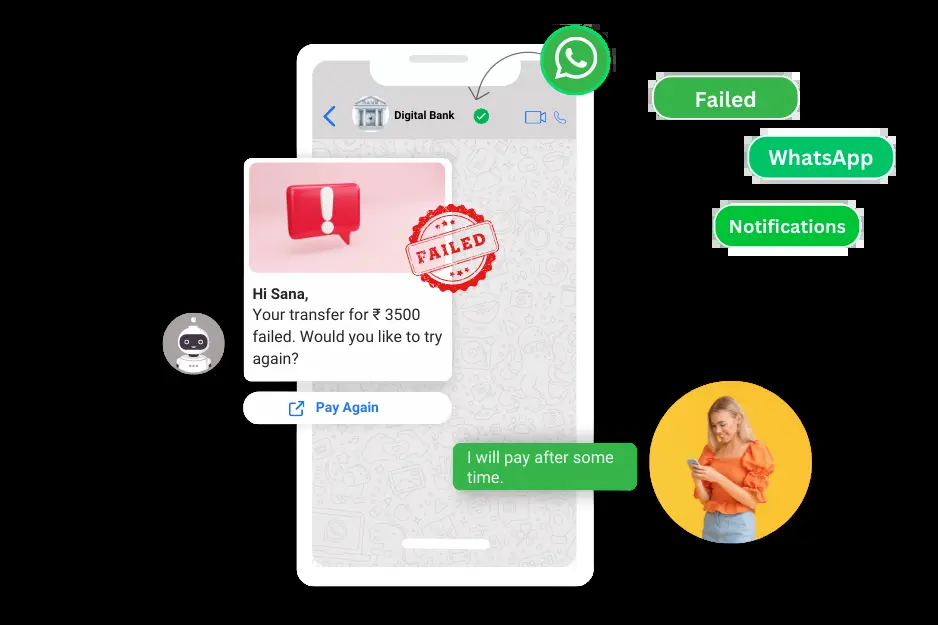 Digital Bank
Failed
WhatsApp
Notifications
FAILED
Hi Sana,
Your transfer for ₹ 3500
failed. Would you like to try
again?
Pay Again
I will pay after some
time.